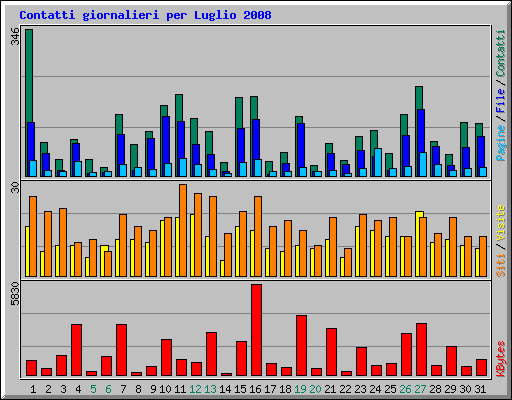 Contatti giornalieri per Luglio 2008
346
Pagine / File / Contatti
30
Siti / Visite
5830
KBytes
1 2 3 4 5 6 7 8 9 10 11 12 13 14 15 16 17 18 19 20 21 22 23 24 25 26 27 28 29 30 31